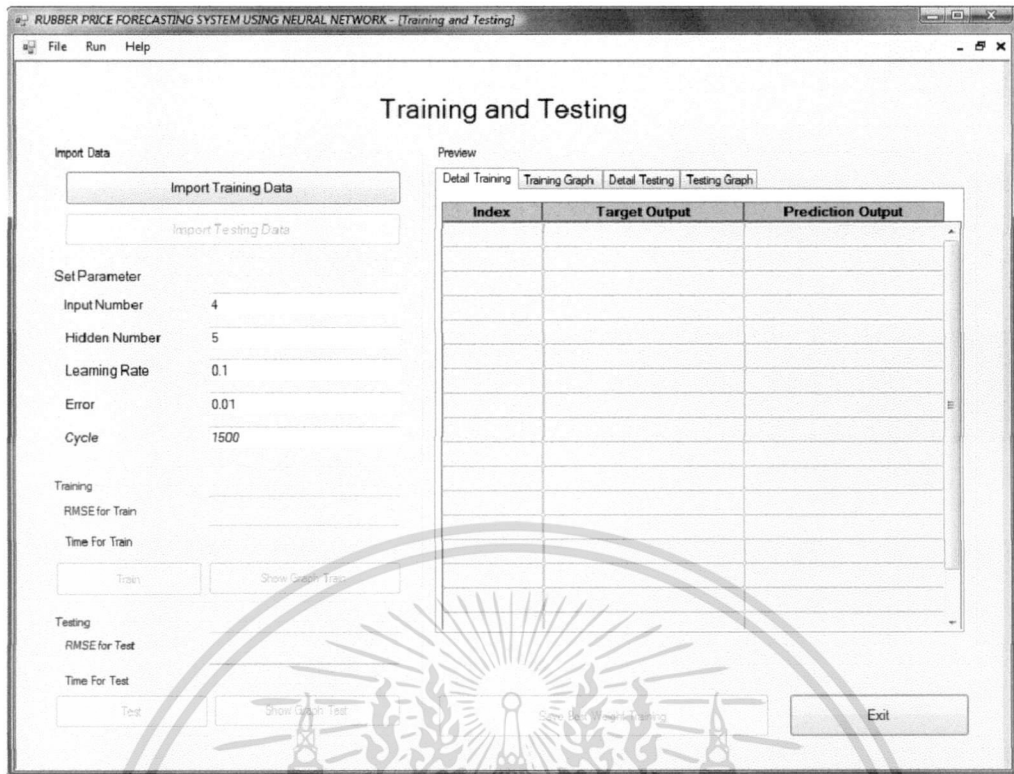 RUBBER PRICE FORECASTING SYSTEM USING NEURAL NETWORK - [Training and Testing]
File Run Help
Training and Testing
Import Data
Import Training Data
Import Testing Data
Set Parameter
Input Number 4
Hidden Number 5
Learning Rate 0.1
Error 0.01
Cycle 1500
Training
RMSE for Train
Time For Train
Train Show Graph Train
Testing
RMSE for Test
Time For Test
Test Show Graph Test
Preview
Detail Training Training Graph Detail Testing Testing Graph
Index Target Output Prediction Output
Save Best Weight Training
Exit